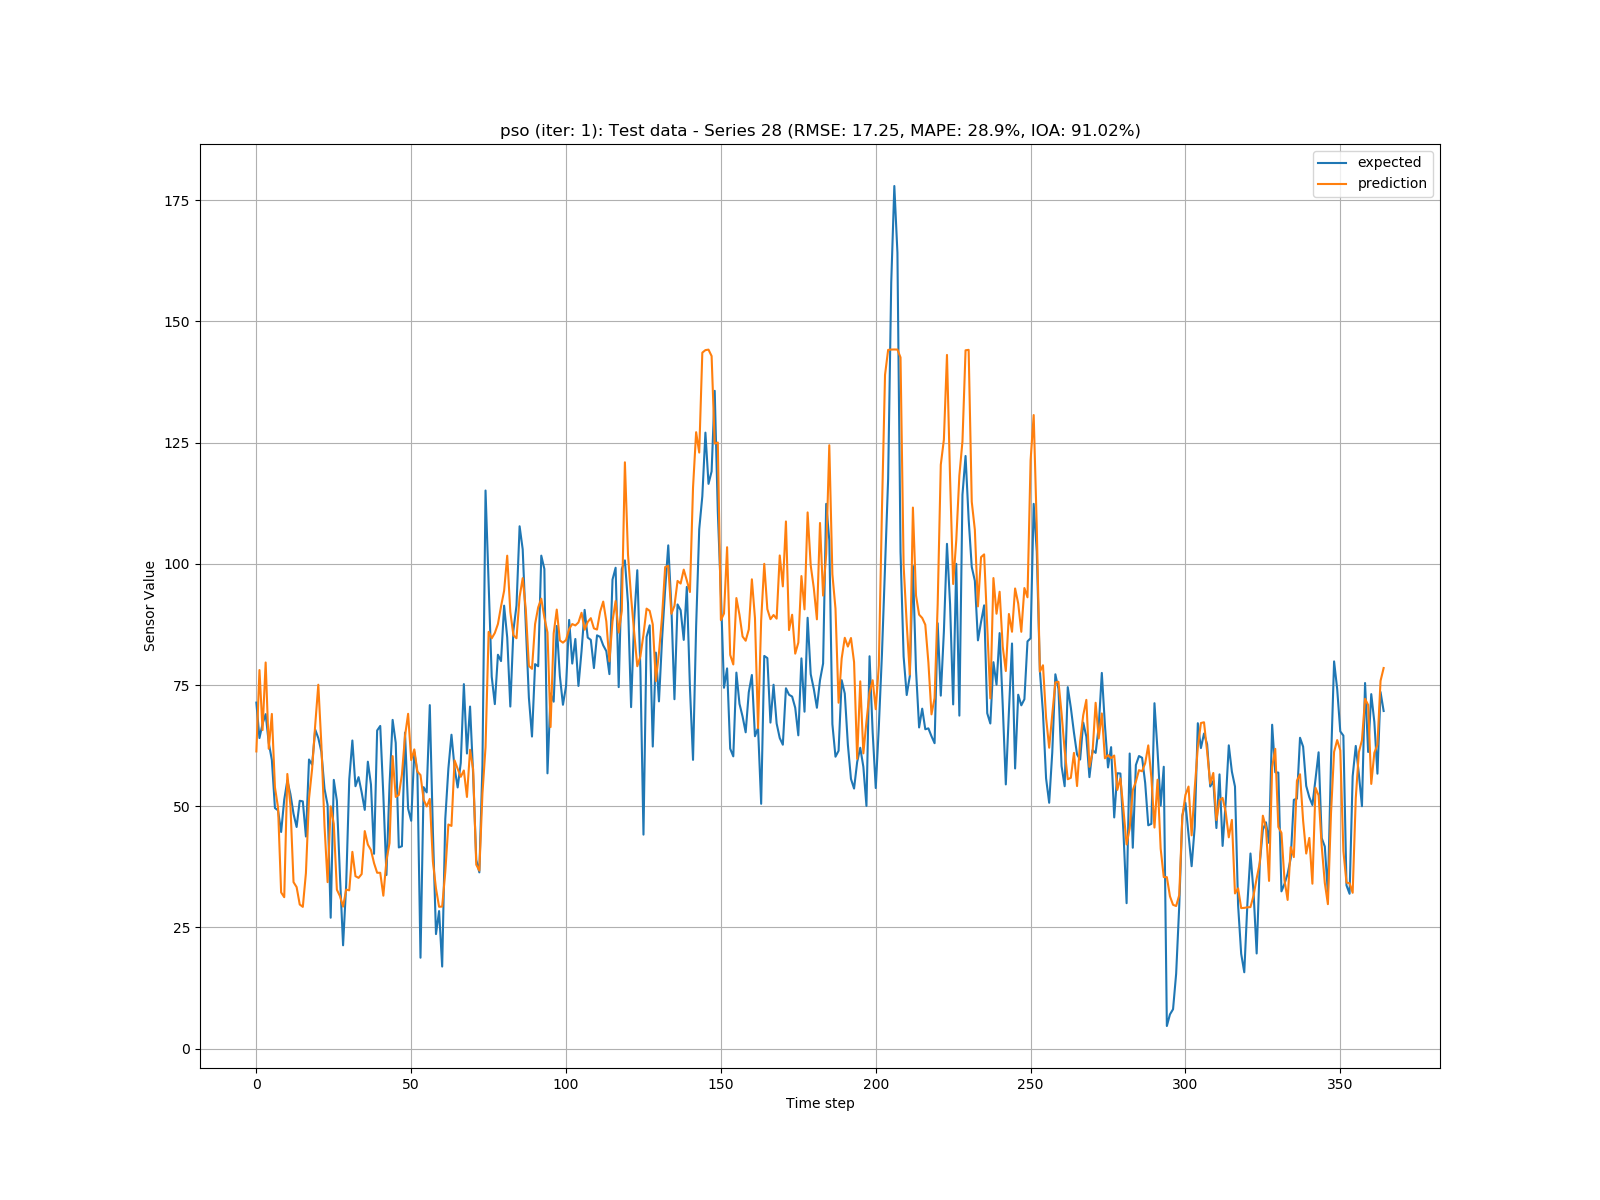 pso (iter: 1): Test data - Series 28 (RMSE: 17.25, MAPE: 28.9%, IOA: 91.02%)
expected
prediction
175
150
125
100
75
50
25
0
Sensor Value
0 50 100 150 200 250 300 350
Time step